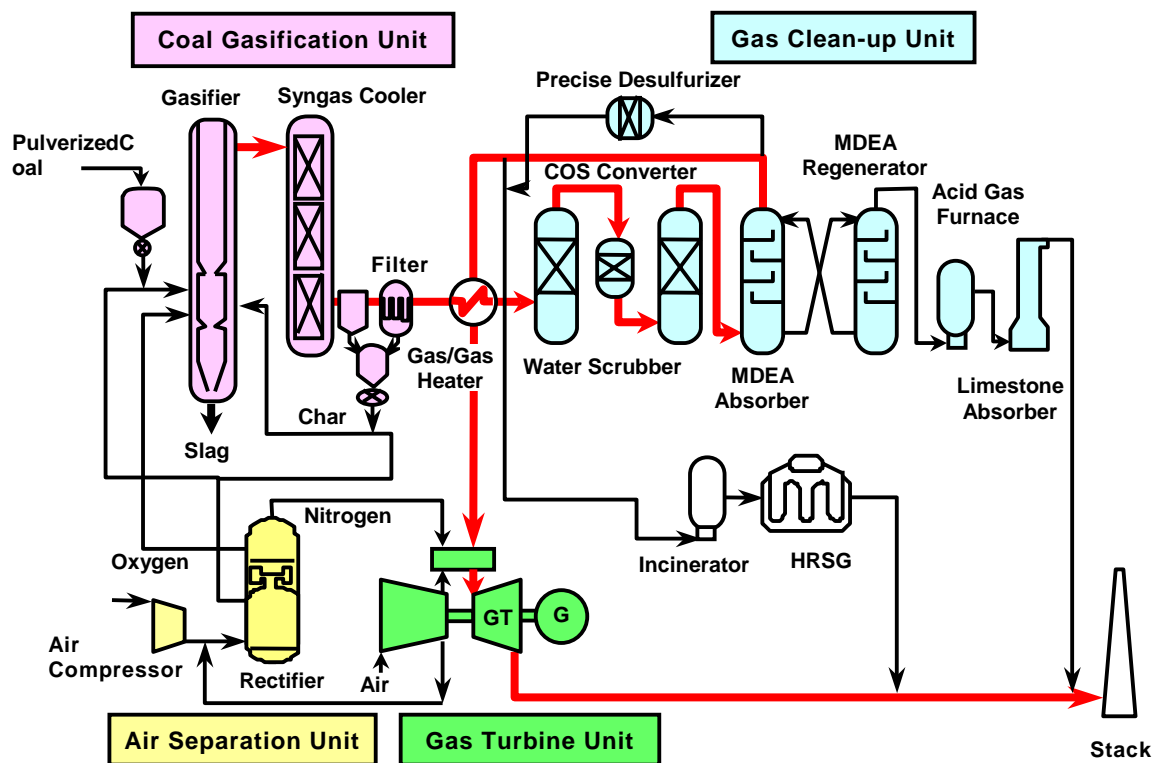 Coal Gasification Unit
Gas Clean-up Unit
Precise Desulfurizer
Syngas Cooler
Gasifier
PulverizedC
oal
MDEA
Regenerator
COS Converter
Acid Gas
Furnace
Filter
Gas/Gas
Heater
Water Scrubber
MDEA
Absorber
Limestone
Absorber
Char
Slag
Nitrogen
Oxygen
Incinerator
HRSG
GT
G
Air
Compressor
Rectifier
Air
Air Separation Unit
Gas Turbine Unit
Stack